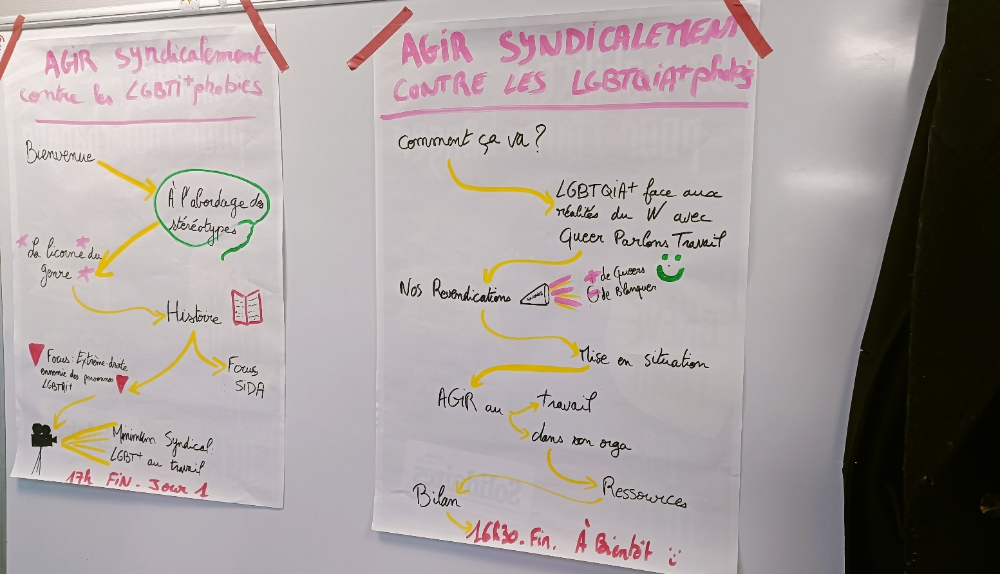 AGiR Syndicalement
contre les LGBTi+phobies
Bienvenue
À l'abordage des
stéréotypes
La licorne du
genre
Histoire
Focus : Extrême-droite
ennemie des personnes
LGBTQi+
Focus
SiDA
Minimum Syndical :
LGBT+ au travail
17h FiN. Jour 1
AGiR SYNDICALEMENT
CONTRE LES LGBTQiA+phobies
Comment ça va ?
LGBTQiA+ face aux
réalités du W avec
Queer Parlons Travail
Nos Revendications
SOLIDAIRES
+ de Queers
- de Blanquer
Mise en situation
AGiR au
travail
dans son orga
Ressources
Bilan
16h30. Fin. À Bientôt :)
Solidaires